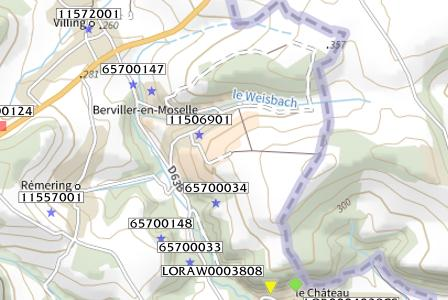 11572001
Villing
.260
.357
.281
65700147
00124
le Weisbach
Berviller-en-Moselle
11506901
D63
Rémering
11557001
65700034
300
65700148
65700033
LORAW0003808
le Château